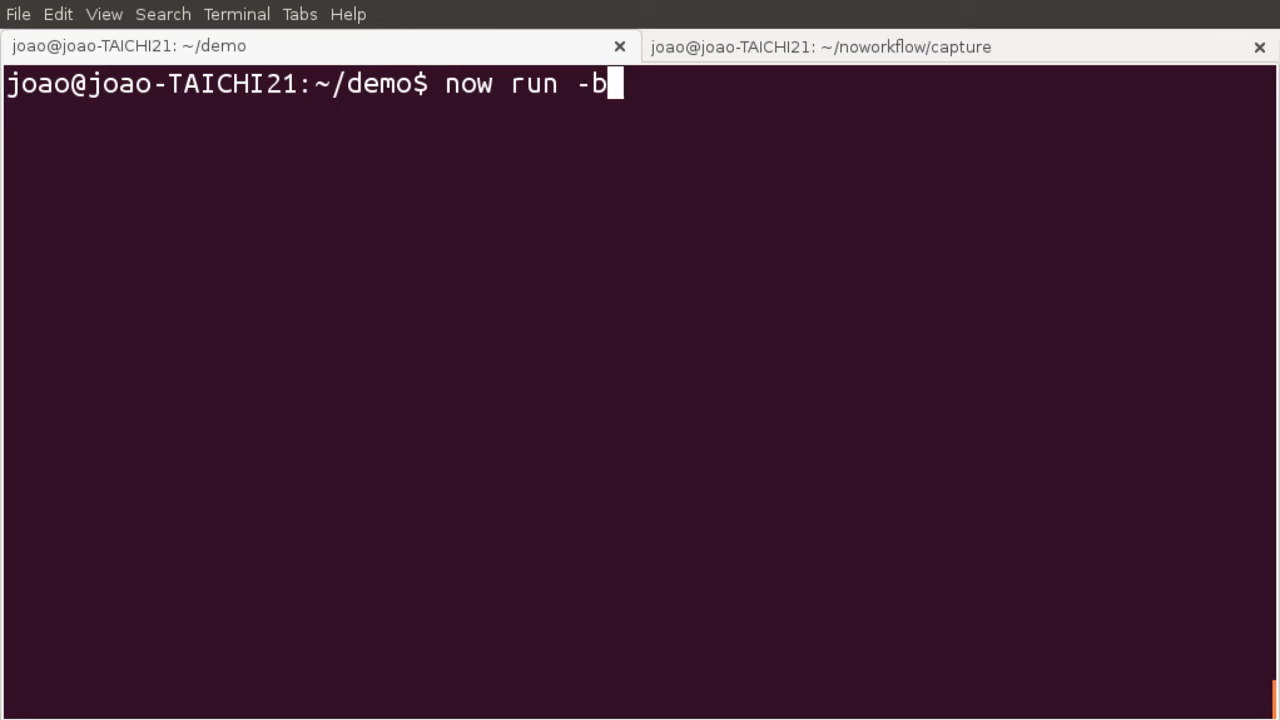 File Edit View Search Terminal Tabs Help
joao@joao-TAICHI21: ~/demo × joao@joao-TAICHI21: ~/noworkflow/capture ×
joao@joao-TAICHI21:~/demo$ now run -b